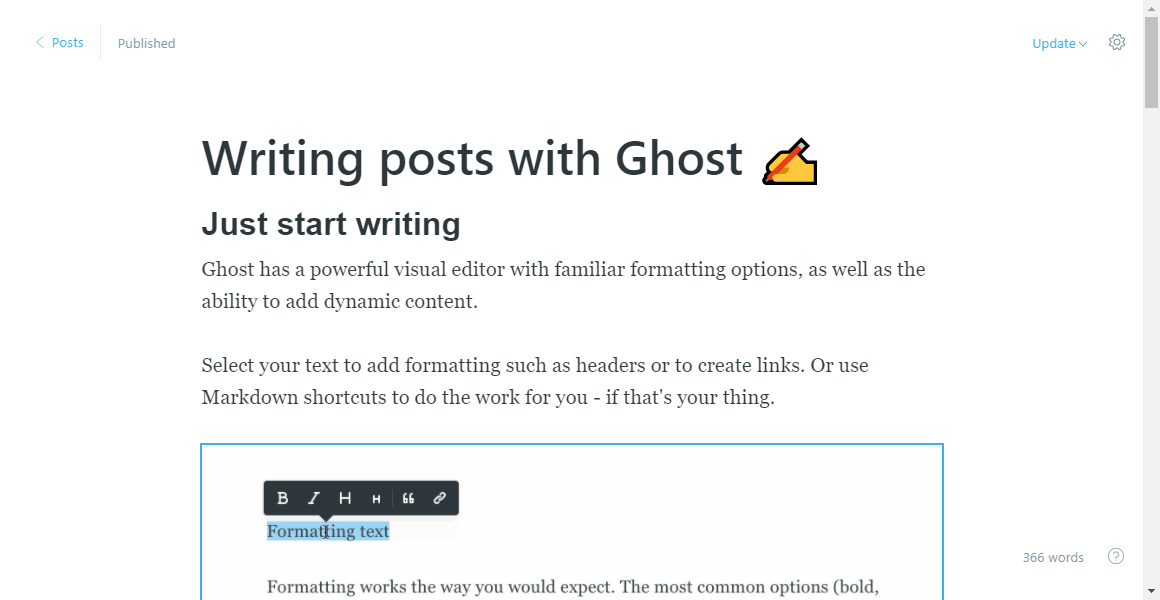 Posts
Published
Update
Writing posts with Ghost ✍
Just start writing
Ghost has a powerful visual editor with familiar formatting options, as well as the
ability to add dynamic content.
Select your text to add formatting such as headers or to create links. Or use
Markdown shortcuts to do the work for you - if that's your thing.
B I H H
Formatting text
Formatting works the way you would expect. The most common options (bold,
366 words
?